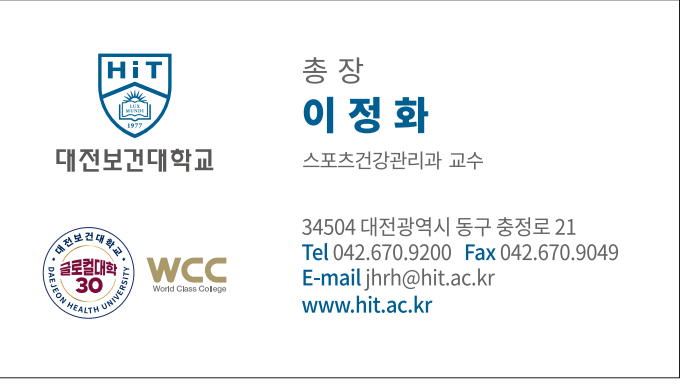 HiT
LUX
MUNDI
1977
대전보건대학교
총 장
이 정 화
스포츠건강관리과 교수
대전보건대학교
글로컬대학
30
DAEJEON HEALTH UNIVERSITY
WCC
World Class College
34504 대전광역시 동구 충정로 21
Tel 042.670.9200 Fax 042.670.9049
E-mail jhrh@hit.ac.kr
www.hit.ac.kr